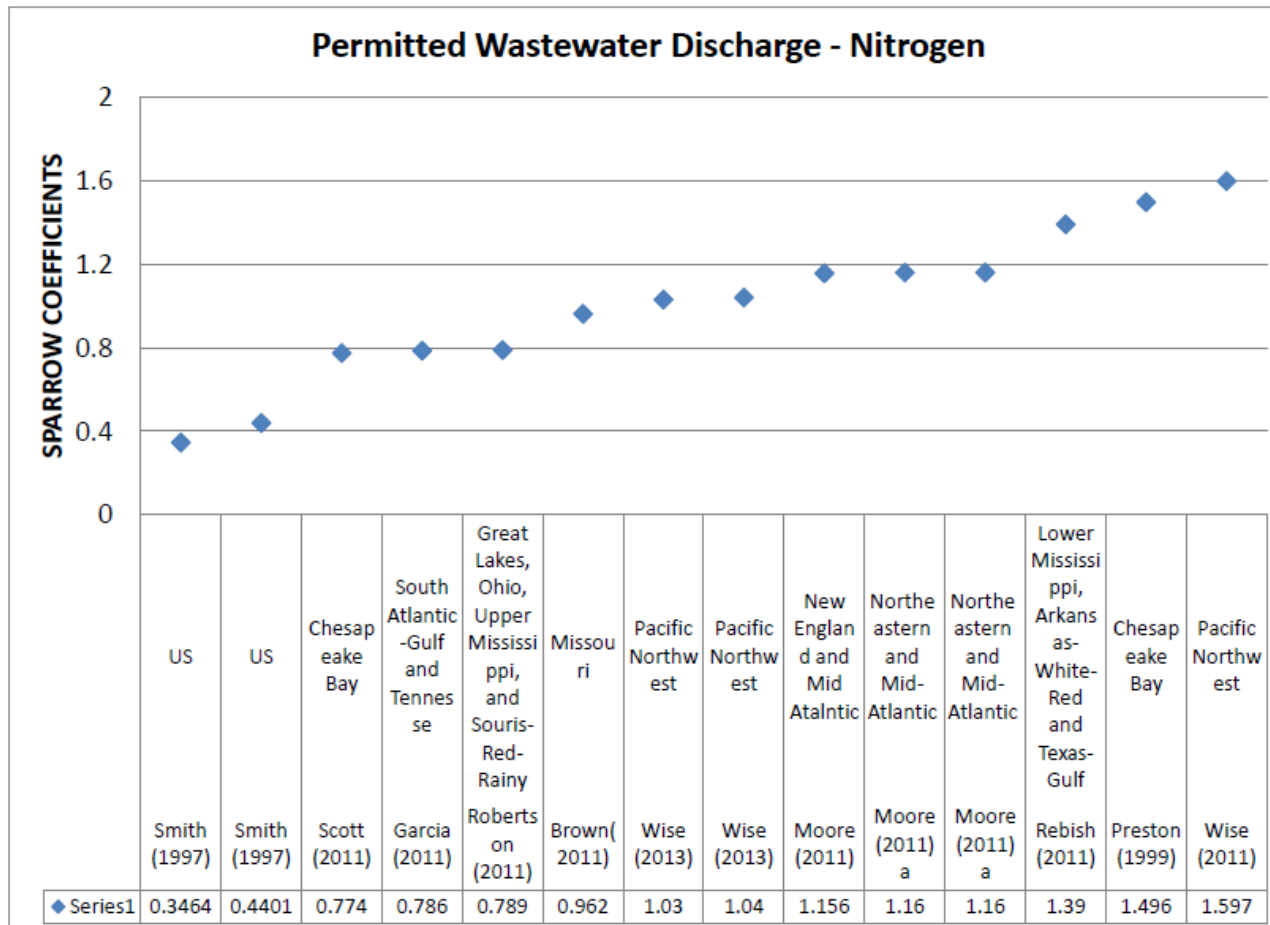 Permitted Wastewater Discharge - Nitrogen
SPARROW COEFFICIENTS
2
1.6
1.2
0.8
0.4
0
US
US
Chesap
eake
Bay
South
Atlantic
-Gulf
and
Tennes
se
Great
Lakes,
Ohio,
Upper
Mississi
ppi,
and
Souris-
Red-
Rainy
Missou
ri
Pacific
Northw
est
Pacific
Northw
est
New
Englan
d and
Mid
Atalntic
Northe
astern
and
Mid-
Atlantic
Northe
astern
and
Mid-
Atlantic
Lower
Mississi
ppi,
Arkans
as-
White-
Red
and
Texas-
Gulf
Chesap
eake
Bay
Pacific
Northw
est
Smith
(1997)
Smith
(1997)
Scott
(2011)
Garcia
(2011)
Roberts
on
(2011)
Brown(
2011)
Wise
(2013)
Wise
(2013)
Moore
(2011)
Moore
(2011)
a
Moore
(2011)
a
Rebish
(2011)
Preston
(1999)
Wise
(2011)
Series1 0.3464 0.4401 0.774 0.786 0.789 0.962 1.03 1.04 1.156 1.16 1.16 1.39 1.496 1.597